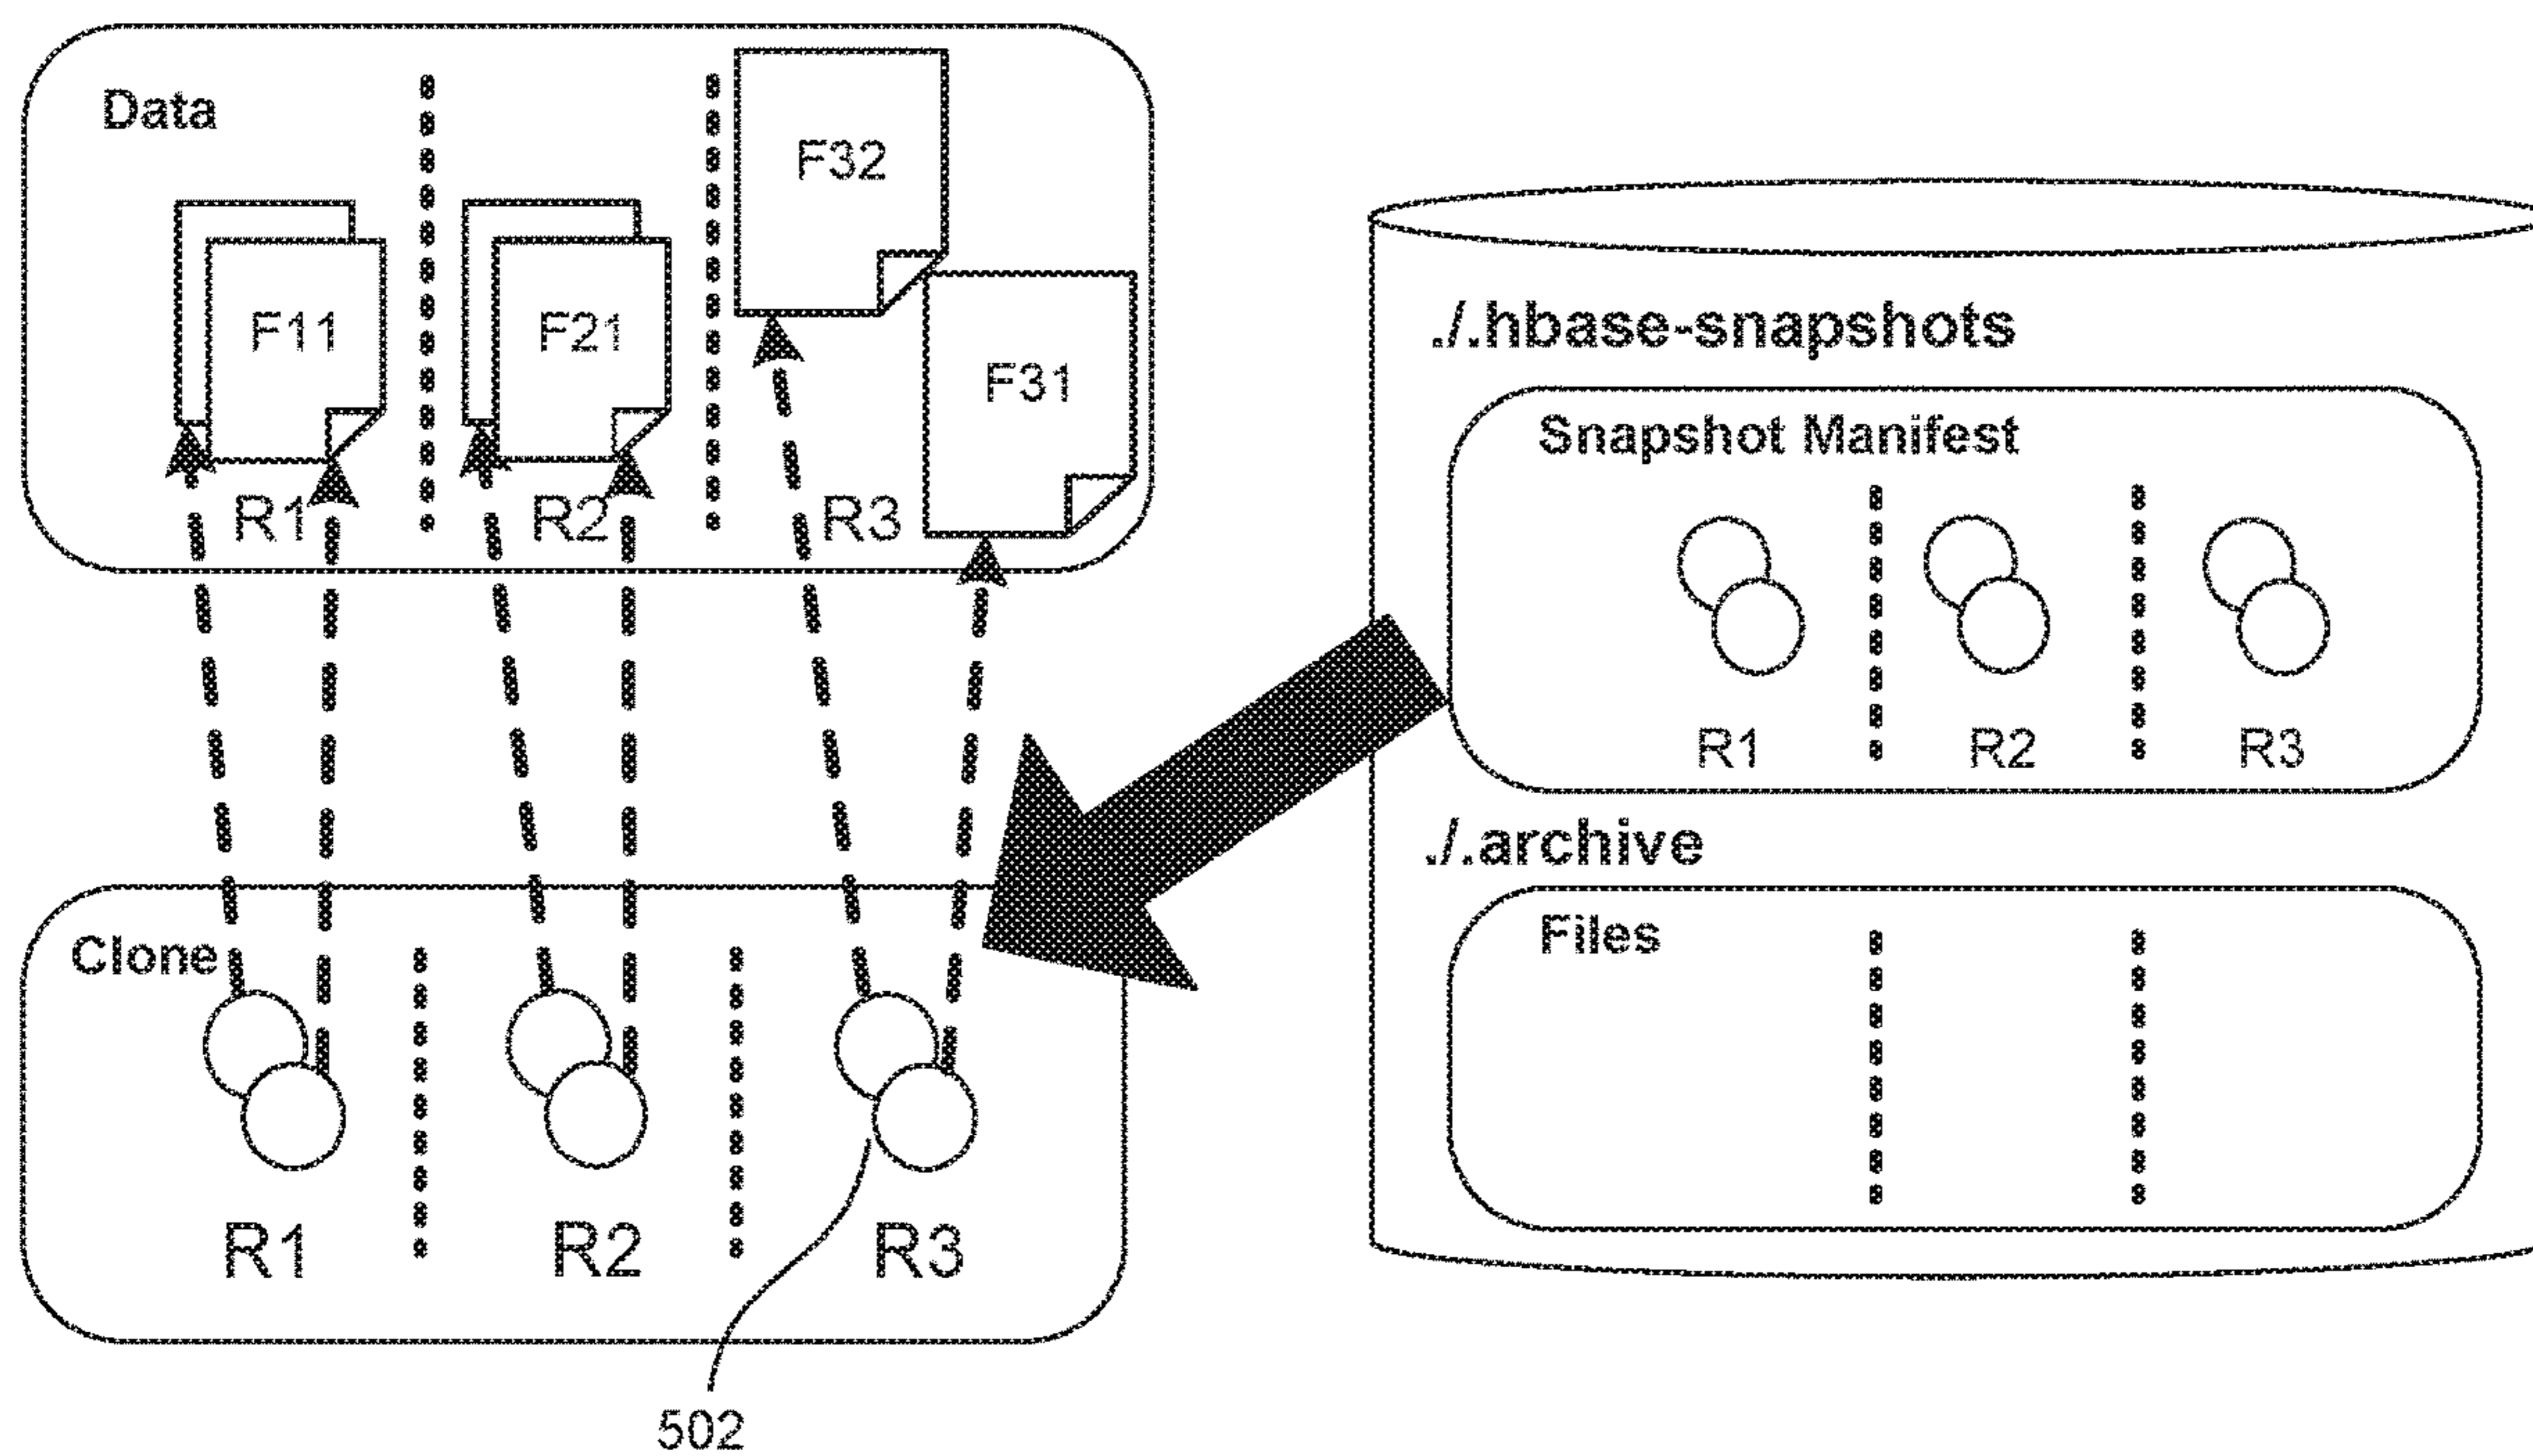 Data
F32
F11
F21
F31
R1
R2
R3
./.hbase-snapshots
Snapshot Manifest
R1
R2
R3
./.archive
Files
Clone
R1
R2
R3
502